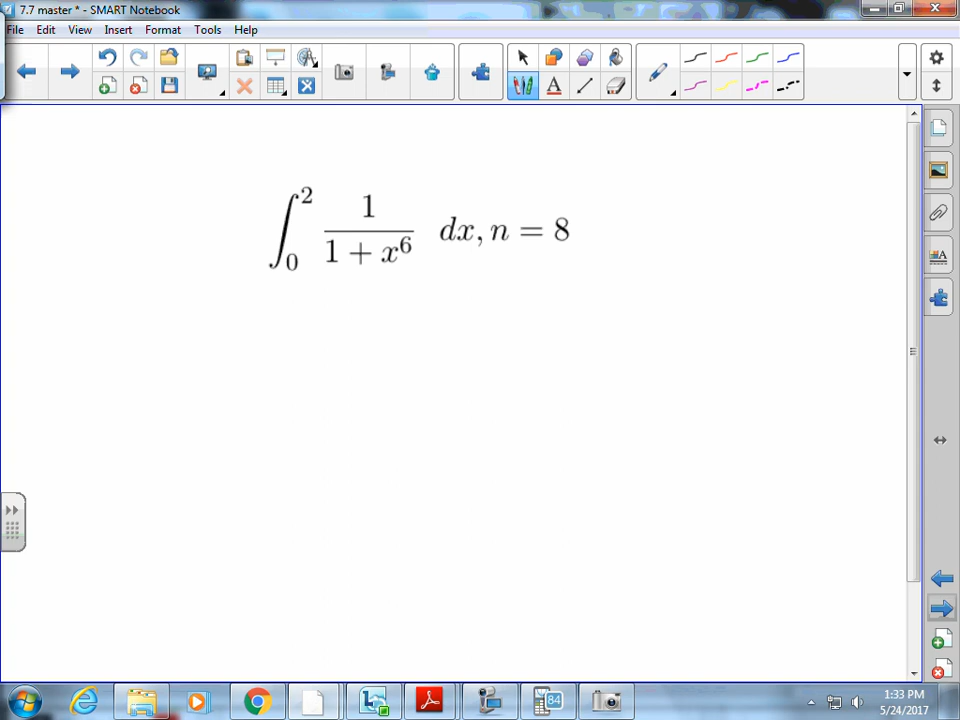 7.7 master * - SMART Notebook
File Edit View Insert Format Tools Help
A
∫₀² 1/(1 + x⁶) dx, n = 8
A
84
1:33 PM
5/24/2017